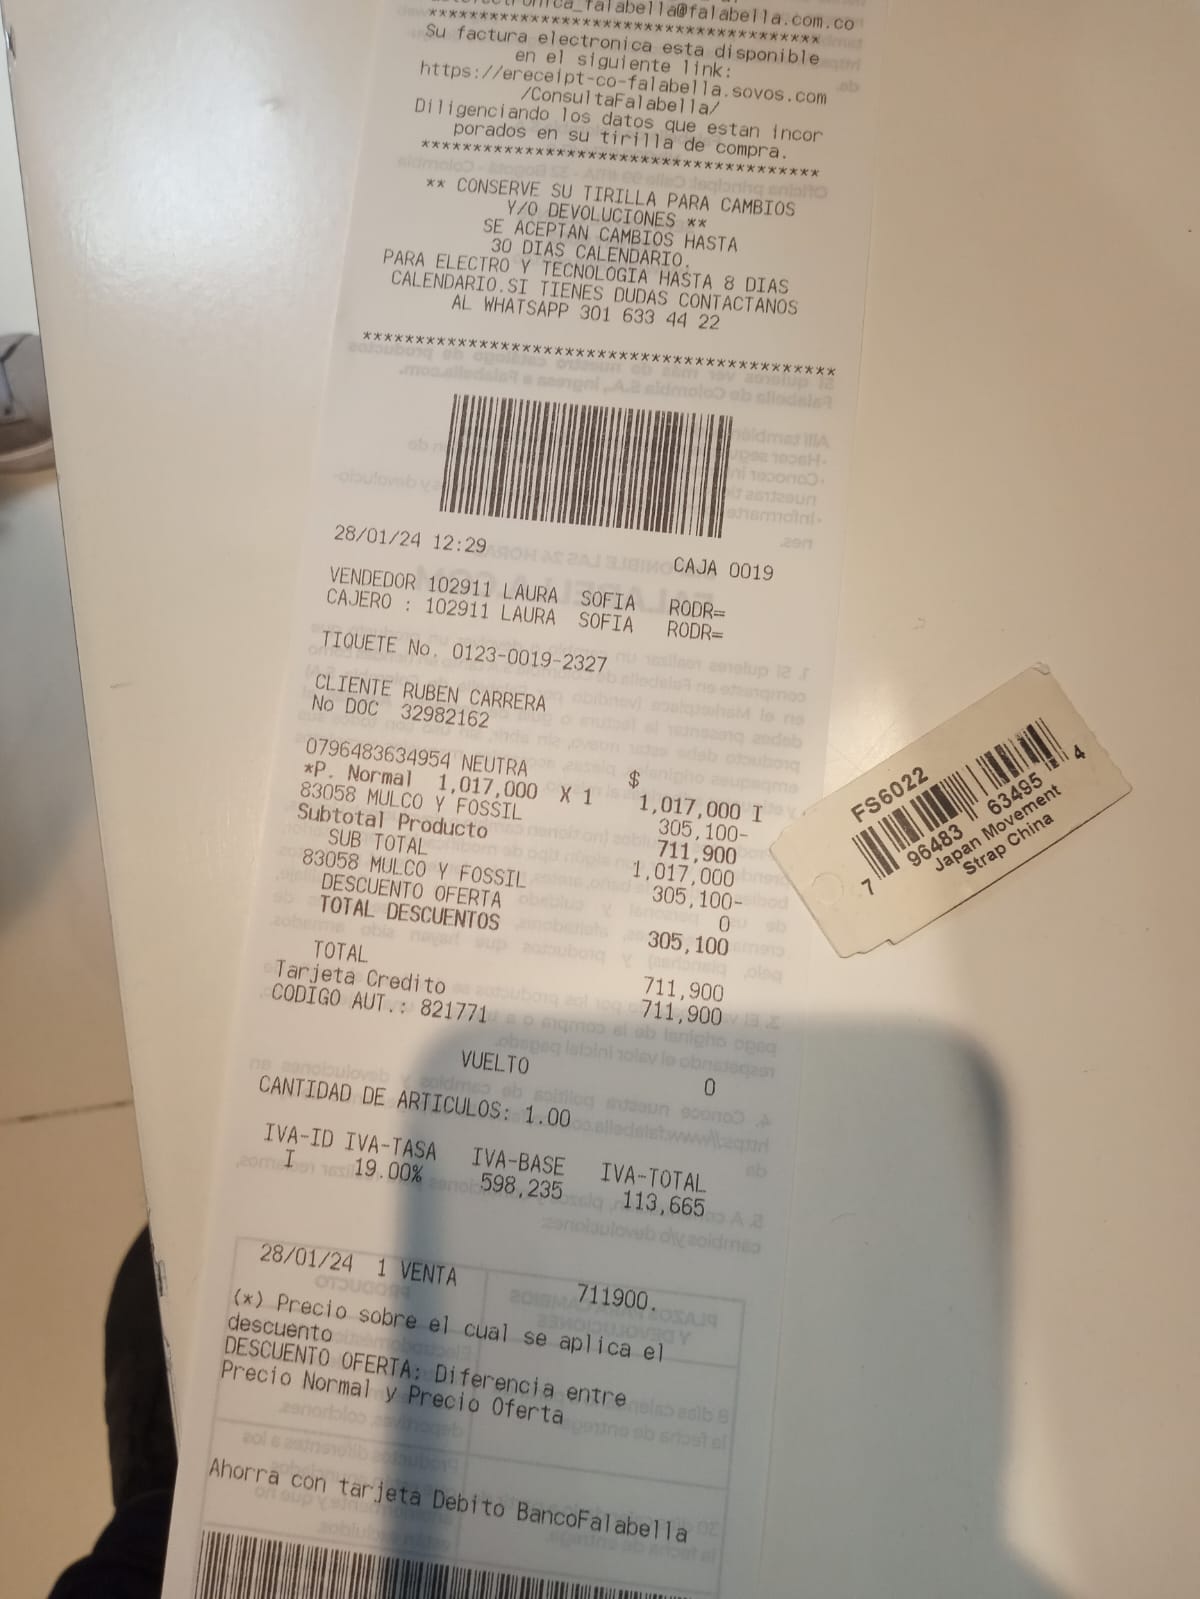 _falabella@falabella.com.co
**************************************
Su factura electronica esta disponible
en el siguiente link:
https://ereceipt-co-falabella.sovos.com
/ConsultaFalabella/
Diligenciando los datos que estan incor
porados en su tirilla de compra.
**************************************
** CONSERVE SU TIRILLA PARA CAMBIOS
Y/O DEVOLUCIONES **
SE ACEPTAN CAMBIOS HASTA
30 DIAS CALENDARIO.
PARA ELECTRO Y TECNOLOGIA HASTA 8 DIAS
CALENDARIO.SI TIENES DUDAS CONTACTANOS
AL WHATSAPP 301 633 44 22
*********************************************
28/01/24 12:29 CAJA 0019
VENDEDOR 102911 LAURA SOFIA RODR=
CAJERO : 102911 LAURA SOFIA RODR=
TIQUETE No. 0123-0019-2327
CLIENTE RUBEN CARRERA
No DOC 32982162
0796483634954 NEUTRA $
*P. Normal 1,017,000 X 1 1,017,000 I
83058 MULCO Y FOSSIL 305,100-
Subtotal Producto 711,900
SUB TOTAL 1,017,000
83058 MULCO Y FOSSIL 305,100-
DESCUENTO OFERTA 0
TOTAL DESCUENTOS 305,100
TOTAL 711,900
Tarjeta Credito 711,900
CODIGO AUT.: 821771
VUELTO 0
CANTIDAD DE ARTICULOS: 1.00
IVA-ID IVA-TASA IVA-BASE IVA-TOTAL
I 19.00% 598,235 113,665
28/01/24 1 VENTA 711900.
(*) Precio sobre el cual se aplica el
descuento
DESCUENTO OFERTA: Diferencia entre
Precio Normal y Precio Oferta
Ahorra con tarjeta Debito BancoFalabella
FS6022
7 96483 63495 4
Japan Movement
Strap China